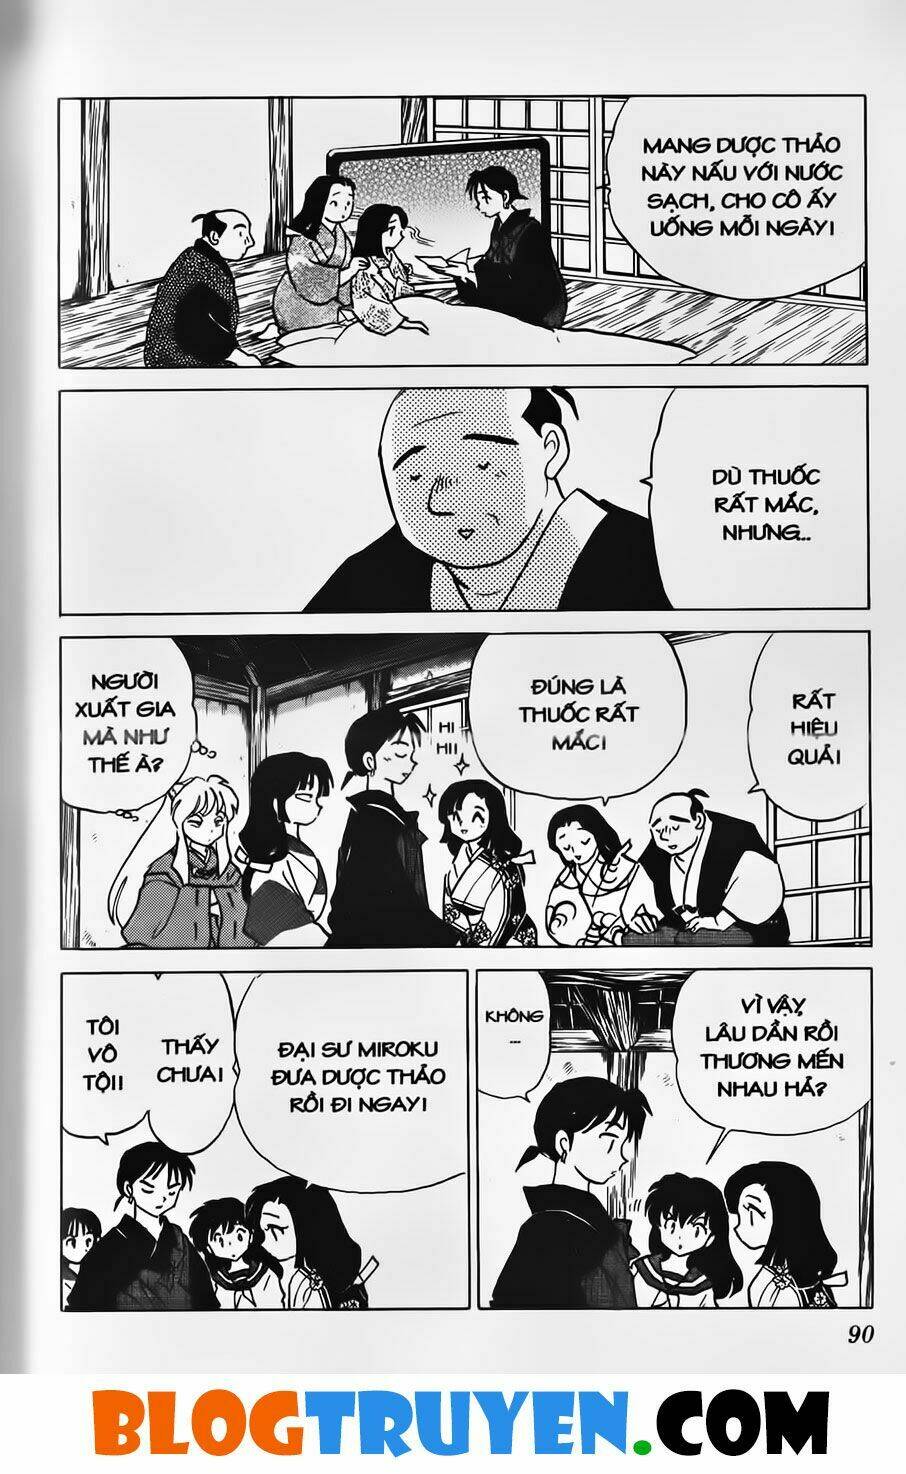 MANG DƯỢC THẢO
NÀY NẤU VỚI NƯỚC
SẠCH, CHO CÔ ẤY
UỐNG MỖI NGÀY!
DÙ THUỐC
RẤT MẮC,
NHƯNG...
RẤT
HIỆU
QUẢ!
ĐÚNG LÀ
THUỐC RẤT
MẮC!
HI
HI!
NGƯỜI
XUẤT GIA
MÀ NHƯ
THẾ À?
VÌ VẬY,
LÂU DẦN RỒI
THƯƠNG MẾN
NHAU HẢ?
KHÔNG
...
ĐẠI SƯ MIROKU
ĐƯA DƯỢC THẢO
RỒI ĐI NGAY!
THẤY
CHƯA!
TÔI
VÔ
TỘI!
90
BLOGTRUYEN.COM